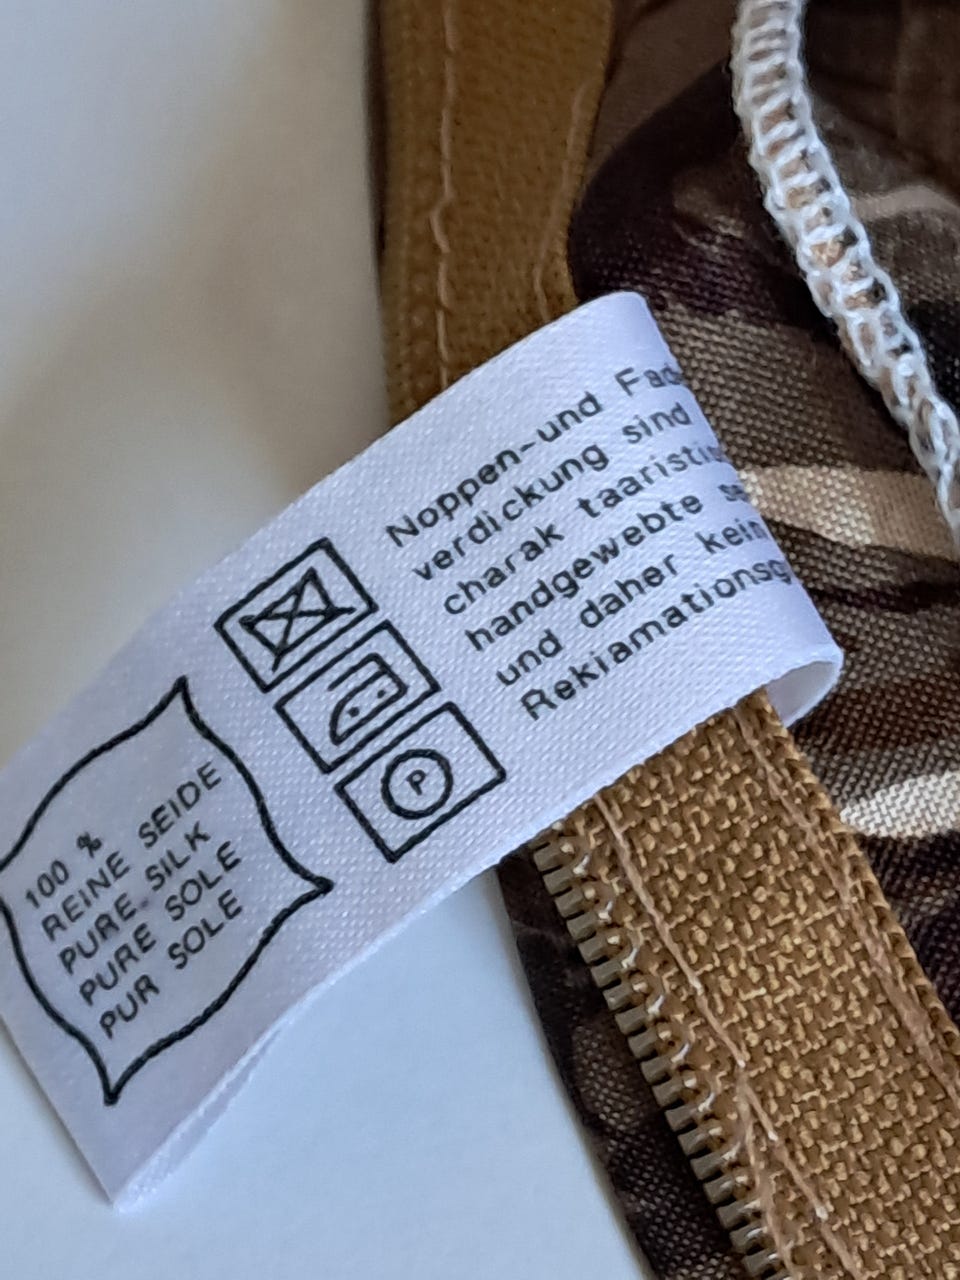 Noppen-und
verdickung sind
charak taaristi
handgewebte
und daher kein
Rekiamationsg
P
100 %
REINE SEIDE
PURE. SILK
PURE SOLE
PUR SOLE